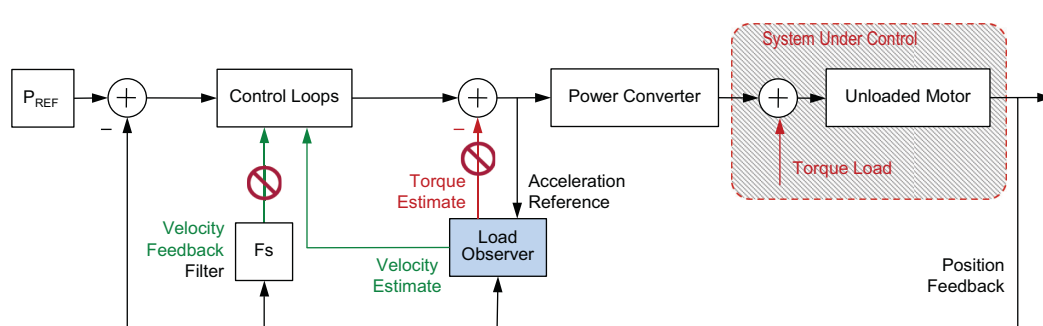 System Under Control
PREF
Control Loops
Power Converter
Unloaded Motor
Torque Load
Torque
Estimate
Acceleration
Reference
Velocity
Feedback
Filter
Fs
Load
Observer
Velocity
Estimate
Position
Feedback